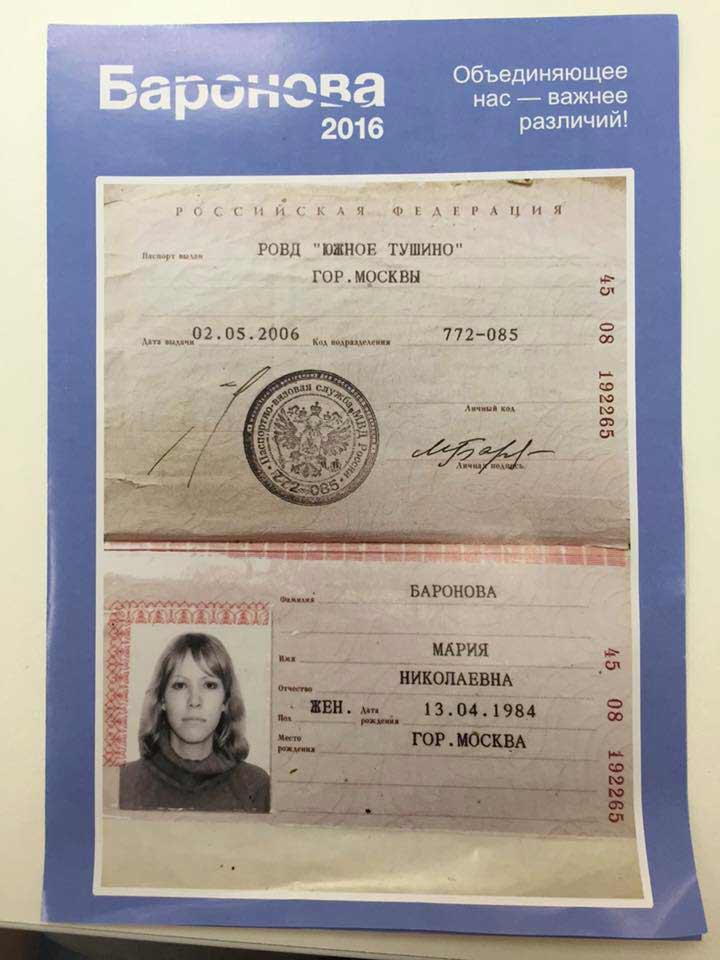 Баронова
2016
Объединяющее
нас — важнее
различий!
РОССИЙСКАЯ ФЕДЕРАЦИЯ
Паспорт выдан РОВД "ЮЖНОЕ ТУШИНО"
ГОР.МОСКВЫ
Дата выдачи 02.05.2006 Код подразделения 772-085
Личный код
Личная подпись
Паспортно-визовая служба МВД России
772-085
45 08 192265
Фамилия БАРОНОВА
Имя МАРИЯ
Отчество НИКОЛАЕВНА
Пол ЖЕН. Дата рождения 13.04.1984
Место рождения ГОР.МОСКВА
45 08 192265